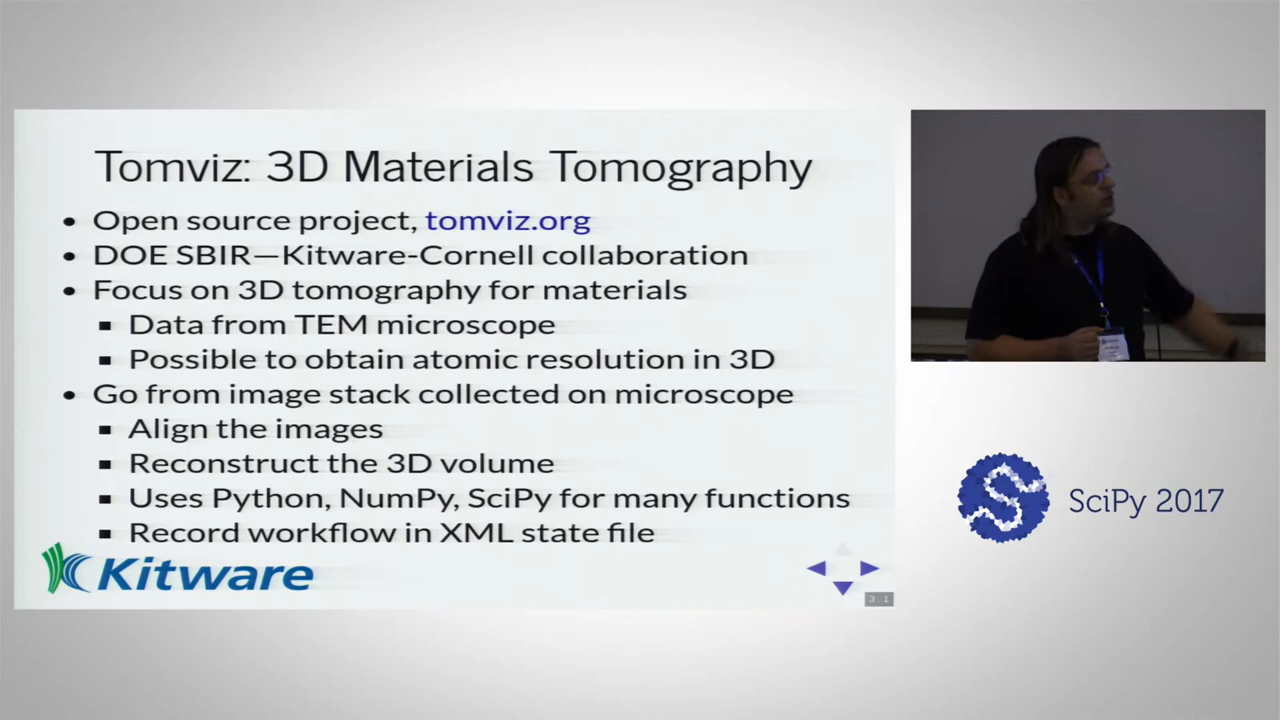 Tomviz: 3D Materials Tomography
• Open source project, tomviz.org
• DOE SBIR—Kitware-Cornell collaboration
• Focus on 3D tomography for materials
▪ Data from TEM microscope
▪ Possible to obtain atomic resolution in 3D
• Go from image stack collected on microscope
▪ Align the images
▪ Reconstruct the 3D volume
▪ Uses Python, NumPy, SciPy for many functions
▪ Record workflow in XML state file
Kitware
3.1
SciPy 2017